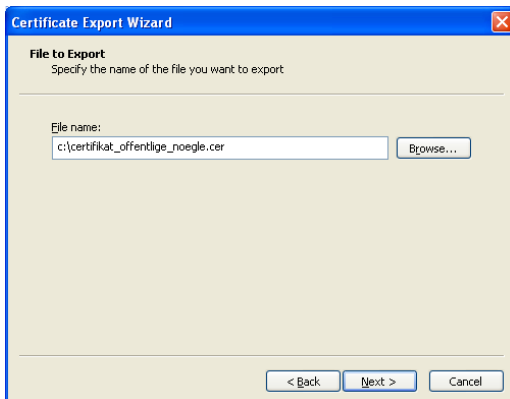 Certificate Export Wizard
File to Export
Specify the name of the file you want to export
File name:
c:\certifikat_offentlige_noegle.cer
Browse...
< Back
Next >
Cancel